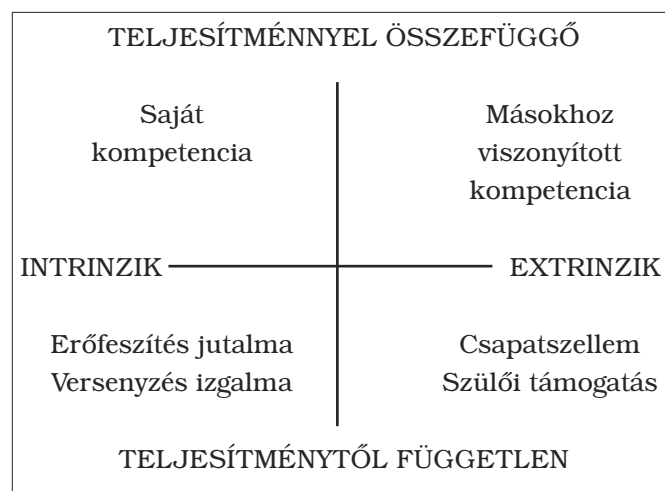 TELJESÍTMÉNNYEL ÖSSZEFÜGGŐ
Saját
kompetencia
Másokhoz
viszonyított
kompetencia
INTRINZIK
EXTRINZIK
Erőfeszítés jutalma
Versenyzés izgalma
Csapatszellem
Szülői támogatás
TELJESÍTMÉNYTŐL FÜGGETLEN